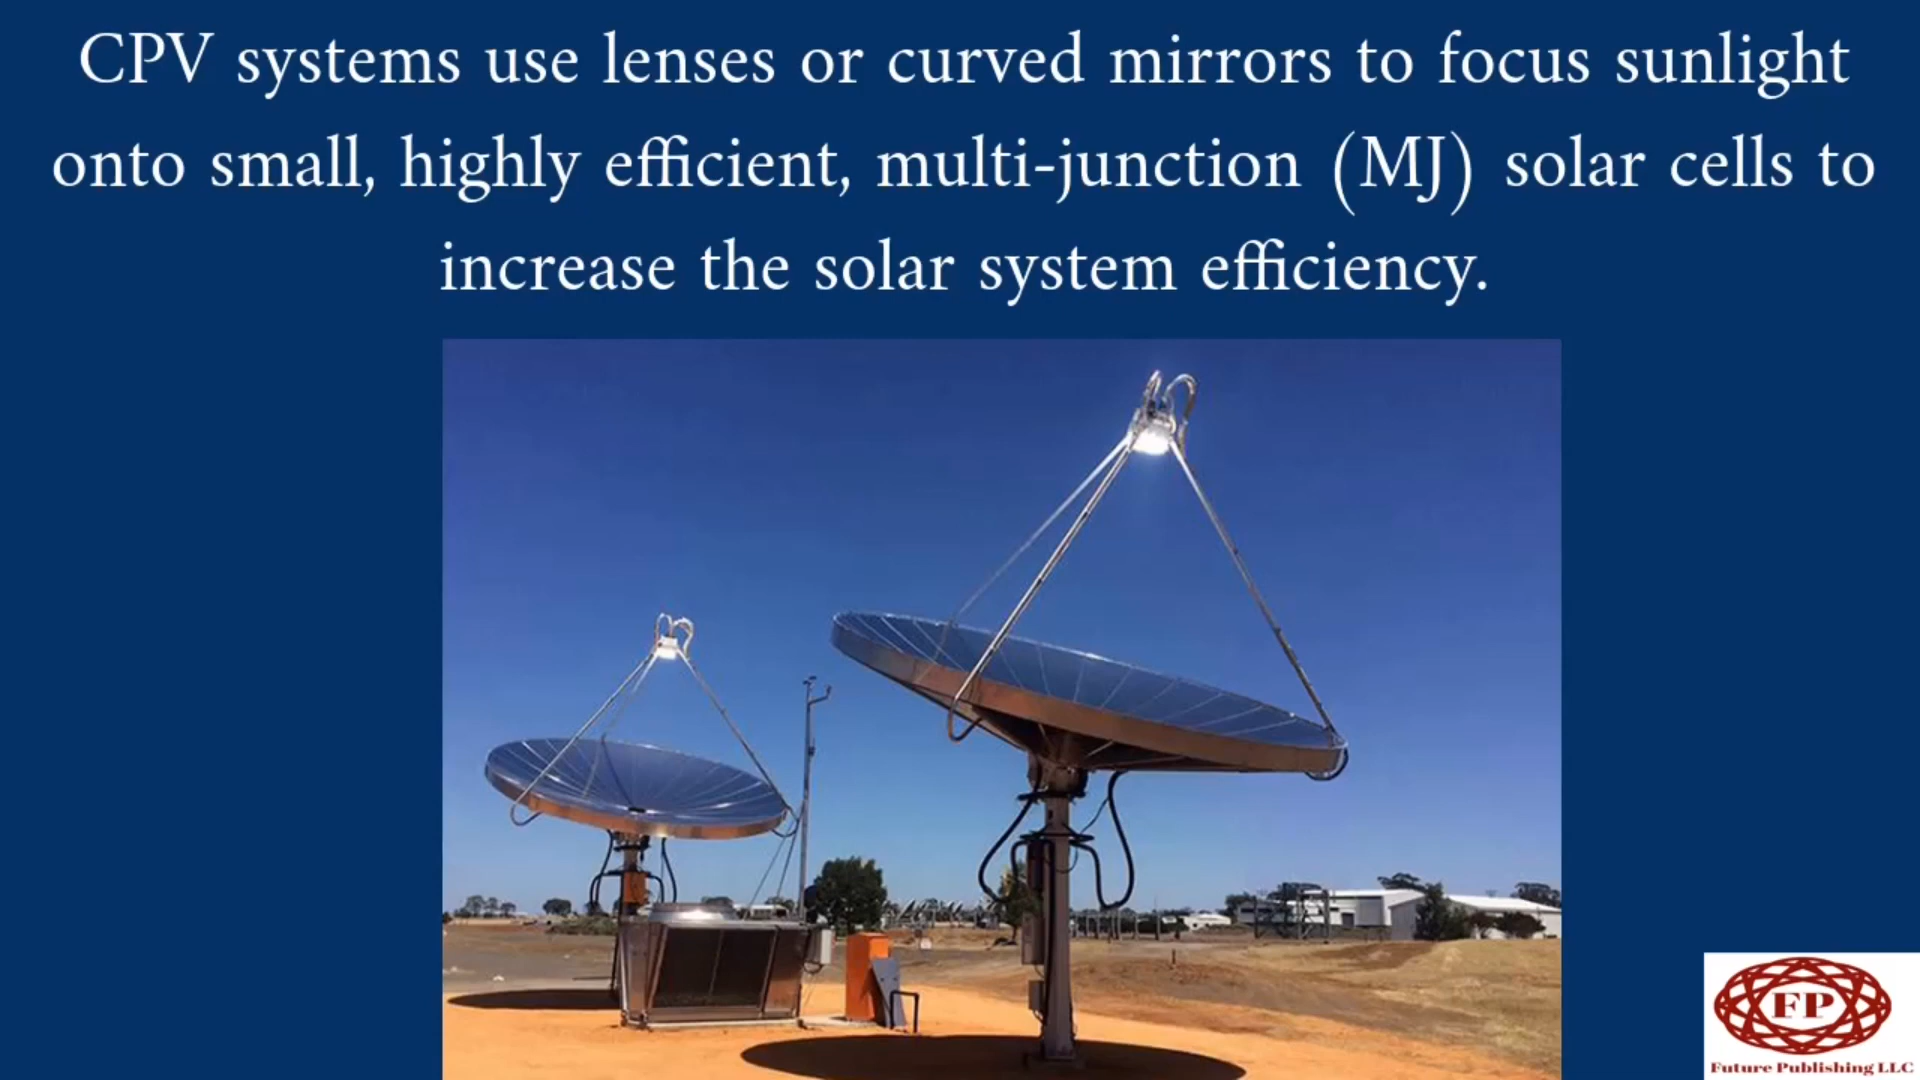 CPV systems use lenses or curved mirrors to focus sunlight
onto small, highly efficient, multi-junction (MJ) solar cells to
increase the solar system efficiency.
FP
Future Publishing LLC